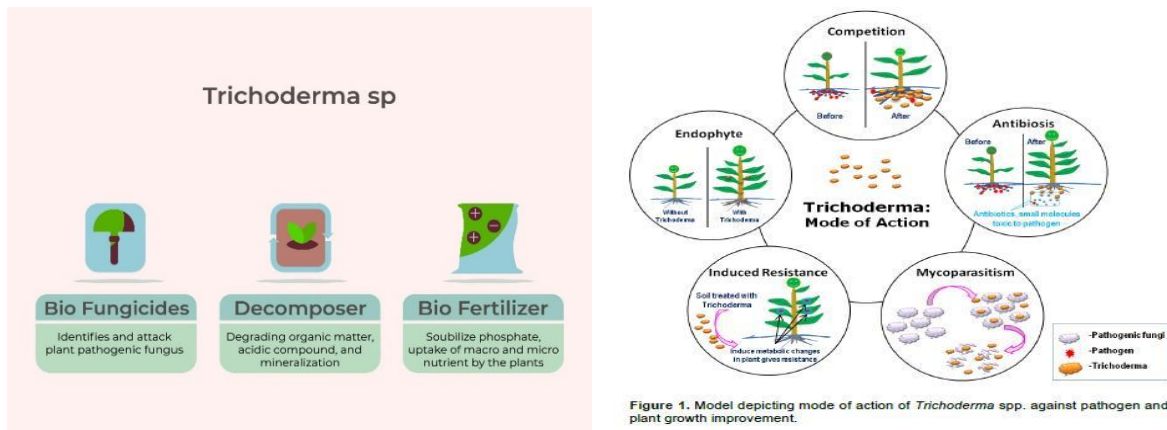 Trichoderma sp
Bio Fungicides
Identifies and attack
plant pathogenic fungus
Decomposer
Degrading organic matter,
acidic compound, and
mineralization
Bio Fertilizer
Soubilize phosphate,
uptake of macro and micro
nutrient by the plants
Competition
Before
After
Endophyte
Without
Trichoderma
With
Trichoderma
Antibiosis
Before
After
Antibiotics, small molecules
toxic to pathogen
Trichoderma:
Mode of Action
Induced Resistance
Soil treated with
Trichoderma
Induce metabolic changes
in plant gives resistance
Mycoparasitism
-Pathogenic fungi
-Pathogen
-Trichoderma
Figure 1. Model depicting mode of action of Trichoderma spp. against pathogen and
plant growth improvement.